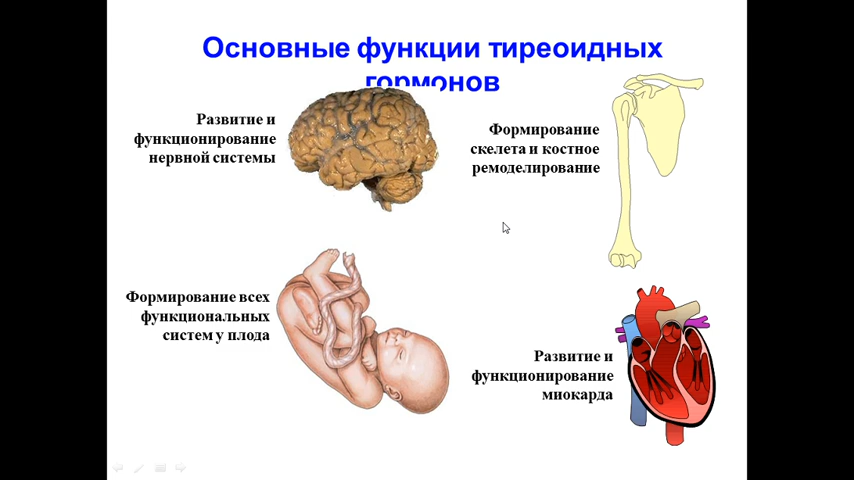 Основные функции тиреоидных
гормонов
Развитие и
функционирование
нервной системы
Формирование
скелета и костное
ремоделирование
Формирование всех
функциональных
систем у плода
Развитие и
функционирование
миокарда